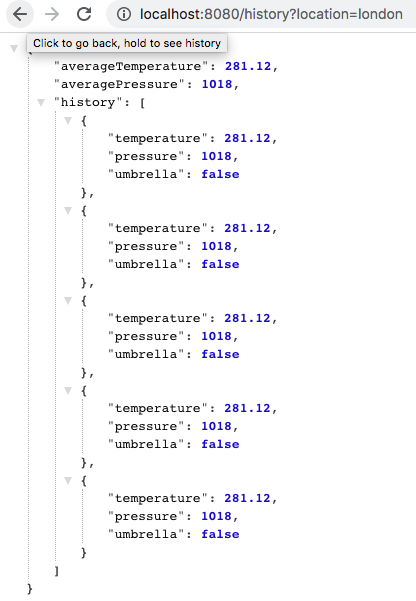 localhost:8080/history?location=london
Click to go back, hold to see history
"averageTemperature": 281.12,
"averagePressure": 1018,
"history": [
{
"temperature": 281.12,
"pressure": 1018,
"umbrella": false
},
{
"temperature": 281.12,
"pressure": 1018,
"umbrella": false
},
{
"temperature": 281.12,
"pressure": 1018,
"umbrella": false
},
{
"temperature": 281.12,
"pressure": 1018,
"umbrella": false
},
{
"temperature": 281.12,
"pressure": 1018,
"umbrella": false
}
]
}